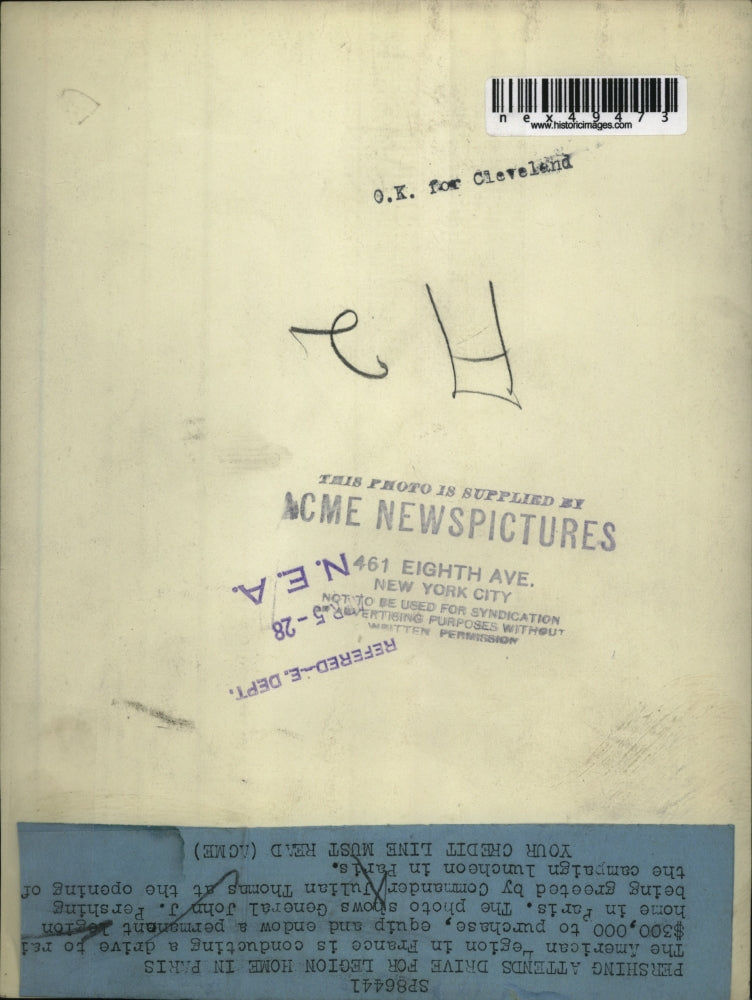 nex49473
www.historicimages.com
O.K. for Cleveland
THIS PHOTO IS SUPPLIED BY
ACME NEWSPICTURES
461 EIGHTH AVE.
NEW YORK CITY
NOT TO BE USED FOR SYNDICATION
ADVERTISING PURPOSES WITHOUT
WRITTEN PERMISSION
N.E.A.
5-28
REFERED-E.DEPT.
SP86441
PERSHING ATTENDS DRIVE FOR LEGION HOME IN PARIS
The American Legion in France is conducting a drive to rai
$300,000 to purchase, equip and endow a permanent Legion
home in Paris. The photo shows General John J. Pershing
being greeted by Commander Julian Thomas at the opening of
the campaign luncheon in Paris.
YOUR CREDIT LINE MUST READ (ACME)